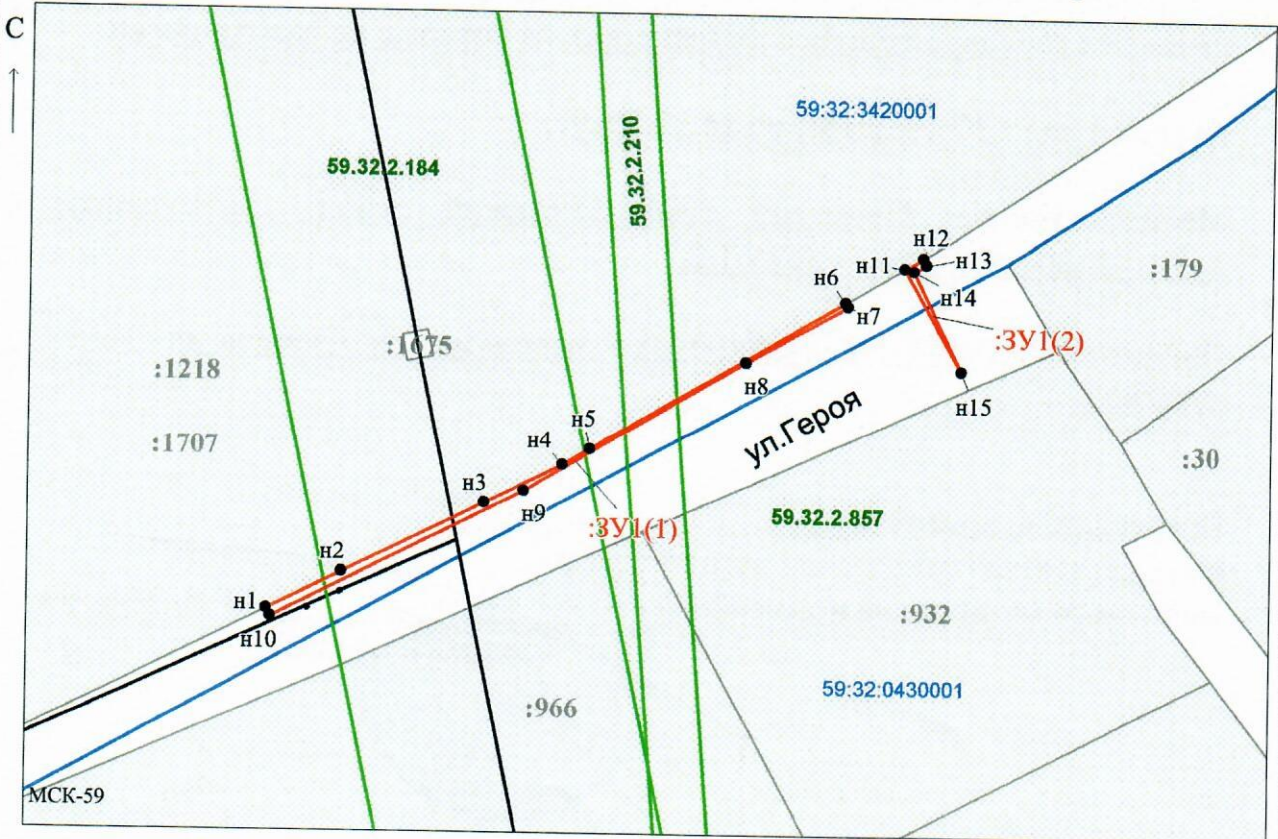 С
59:32:3420001
59.32.2.184
59.32.2.210
н12
н11
н13
:179
н14
н6
н7
:ЗУ1(2)
:1675
:1218
н8
н15
ул.Героя
:1707
н5
н4
:30
н3
н9
59.32.2.857
:ЗУ1(1)
н2
н1
:932
н10
59:32:0430001
:966
МСК-59